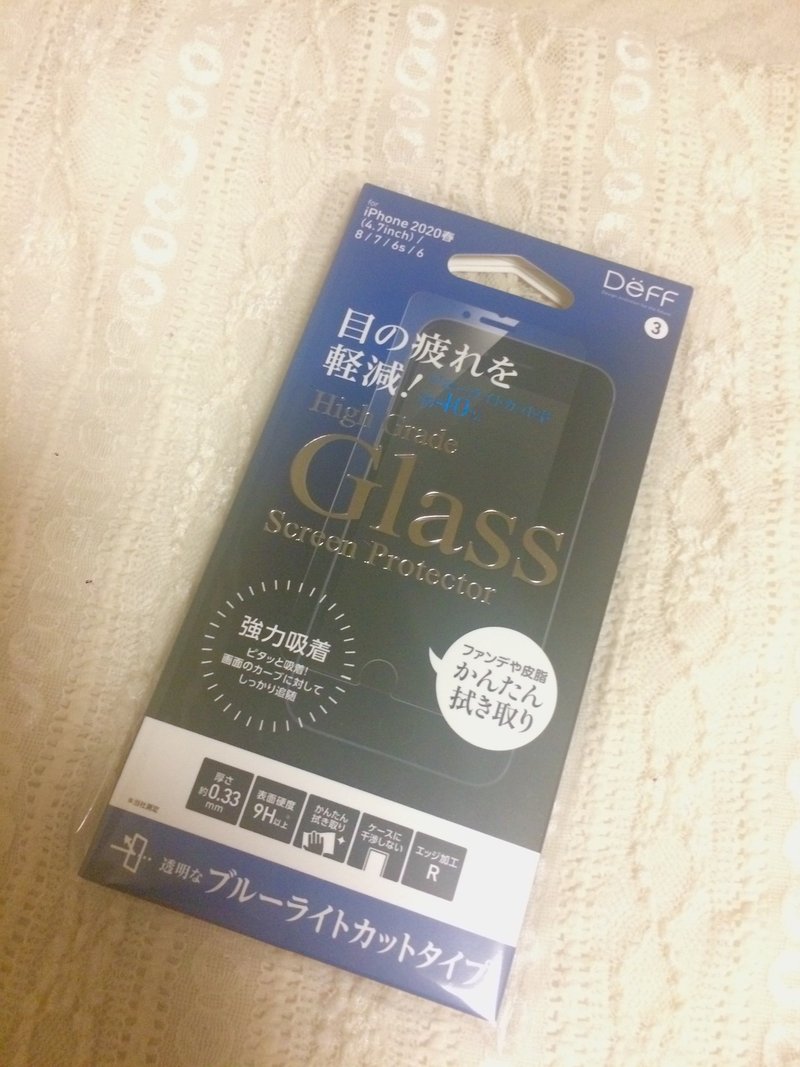 for
iPhone 2020春
(4.7inch) /
8 / 7 / 6s / 6
DëFF
3
目の疲れを
軽減!
High Grade
Glass
Screen Protector
強力吸着
ピタッと吸着!
画面のカーブに対して
しっかり追随
ファンデや皮脂
かんたん
拭き取り
厚さ
約0.33
mm
表面硬度
9H以上
かんたん
拭き取り
ケースに
干渉しない
エッジ加工
R
※当社測定
透明な ブルーライトカットタイプ